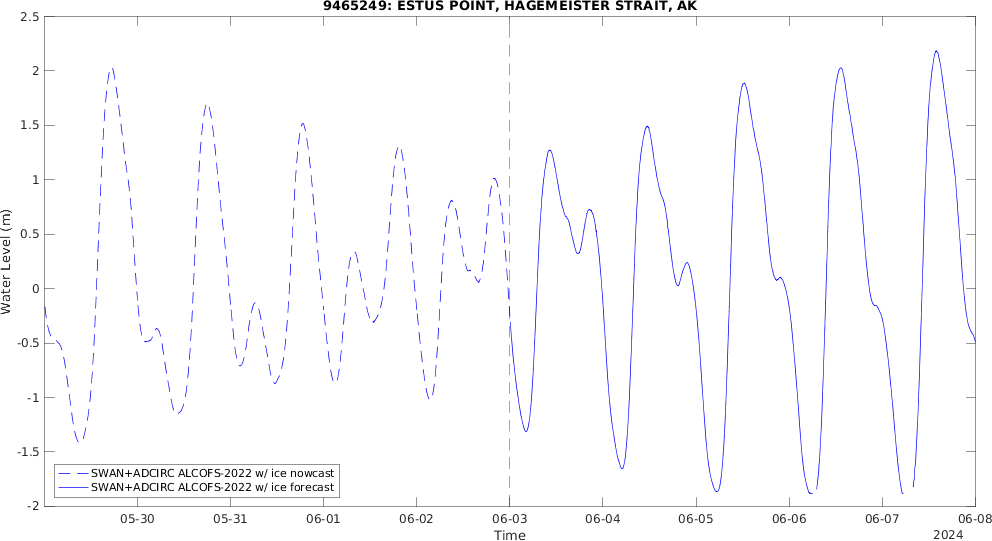 9465249: ESTUS POINT, HAGEMEISTER STRAIT, AK
2.5
2
1.5
1
0.5
0
-0.5
-1
-1.5
-2
Water Level (m)
SWAN+ADCIRC ALCOFS-2022 w/ ice nowcast
SWAN+ADCIRC ALCOFS-2022 w/ ice forecast
05-30 05-31 06-01 06-02 06-03 06-04 06-05 06-06 06-07 06-08
Time
2024